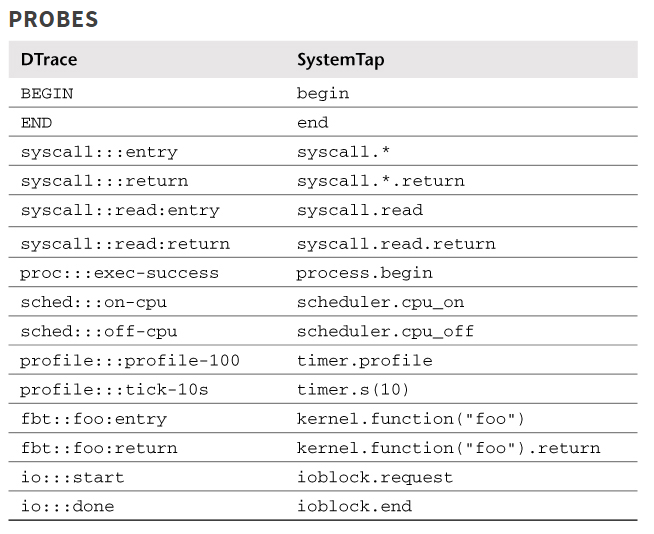 PROBES
DTrace SystemTap
BEGIN begin
END end
syscall:::entry syscall.*
syscall:::return syscall.*.return
syscall::read:entry syscall.read
syscall::read:return syscall.read.return
proc:::exec-success process.begin
sched:::on-cpu scheduler.cpu_on
sched:::off-cpu scheduler.cpu_off
profile:::profile-100 timer.profile
profile:::tick-10s timer.s(10)
fbt::foo:entry kernel.function("foo")
fbt::foo:return kernel.function("foo").return
io:::start ioblock.request
io:::done ioblock.end